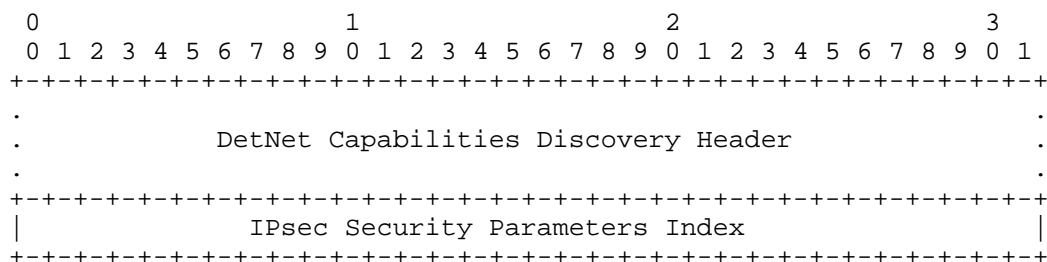 0                   1                   2                   3
 0 1 2 3 4 5 6 7 8 9 0 1 2 3 4 5 6 7 8 9 0 1 2 3 4 5 6 7 8 9 0 1
+-+-+-+-+-+-+-+-+-+-+-+-+-+-+-+-+-+-+-+-+-+-+-+-+-+-+-+-+-+-+-+-+
.                                                               .
.            DetNet Capabilities Discovery Header               .
.                                                               .
+-+-+-+-+-+-+-+-+-+-+-+-+-+-+-+-+-+-+-+-+-+-+-+-+-+-+-+-+-+-+-+-+
|              IPsec Security Parameters Index                  |
+-+-+-+-+-+-+-+-+-+-+-+-+-+-+-+-+-+-+-+-+-+-+-+-+-+-+-+-+-+-+-+-+